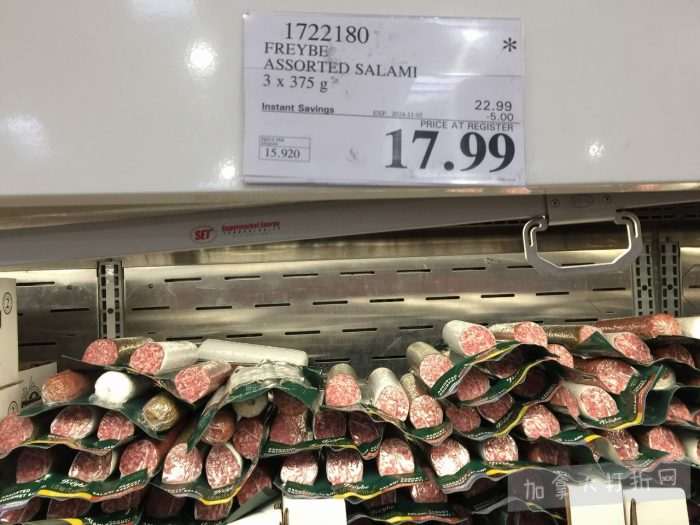 1722180
FREYBE
ASSORTED SALAMI
3 x 375 g
*
Instant Savings
22.99
-5.00
PRICE AT REGISTER
15.920
17.99
SET
加拿大打折网